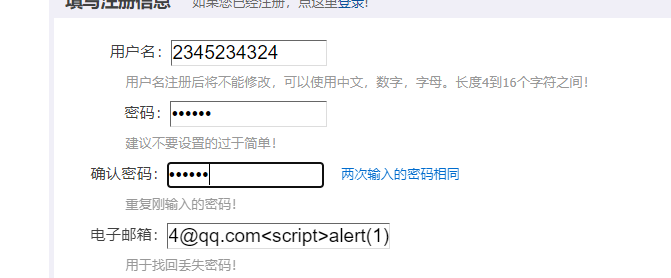 填写注册信息 如果您已经注册，点这里登录!
用户名: 2345234324
用户名注册后将不能修改，可以使用中文，数字，字母。长度4到16个字符之间!
密码: ••••••
建议不要设置的过于简单!
确认密码: •••••• 两次输入的密码相同
重复刚输入的密码!
电子邮箱: 4@qq.com<script>alert(1)
用于找回丢失密码!